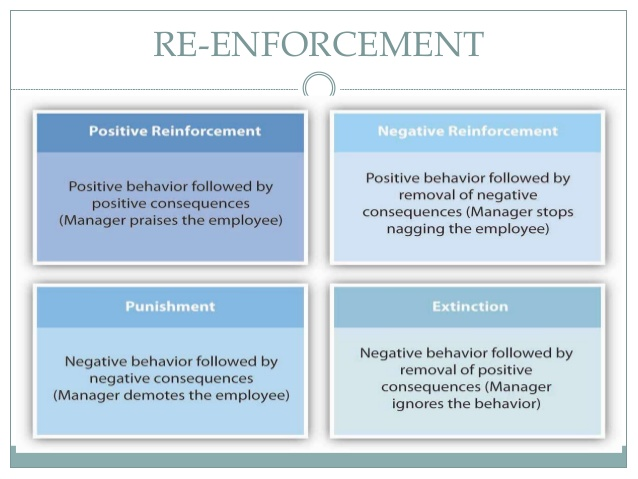 RE-ENFORCEMENT
Positive Reinforcement
Positive behavior followed by
positive consequences
(Manager praises the employee)
Negative Reinforcement
Positive behavior followed by
removal of negative
consequences (Manager stops
nagging the employee)
Punishment
Negative behavior followed by
negative consequences
(Manager demotes the employee)
Extinction
Negative behavior followed by
removal of positive
consequences (Manager
ignores the behavior)